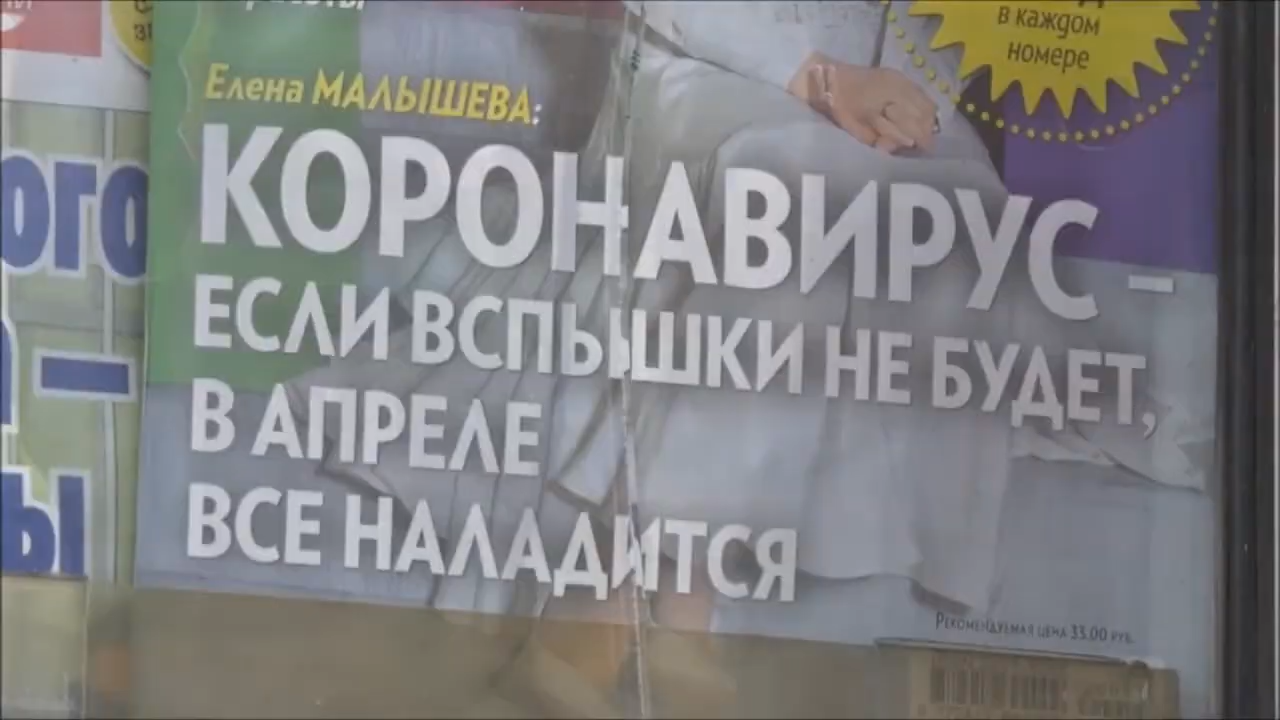 в каждом
номере
Елена МАЛЫШЕВА:
КОРОНАВИРУС –
ЕСЛИ ВСПЫШКИ НЕ БУДЕТ,
В АПРЕЛЕ
ВСЕ НАЛАДИТСЯ
ОГО
–
Ы
РЕКОМЕНДУЕМАЯ ЦЕНА 33.00 РУБ.